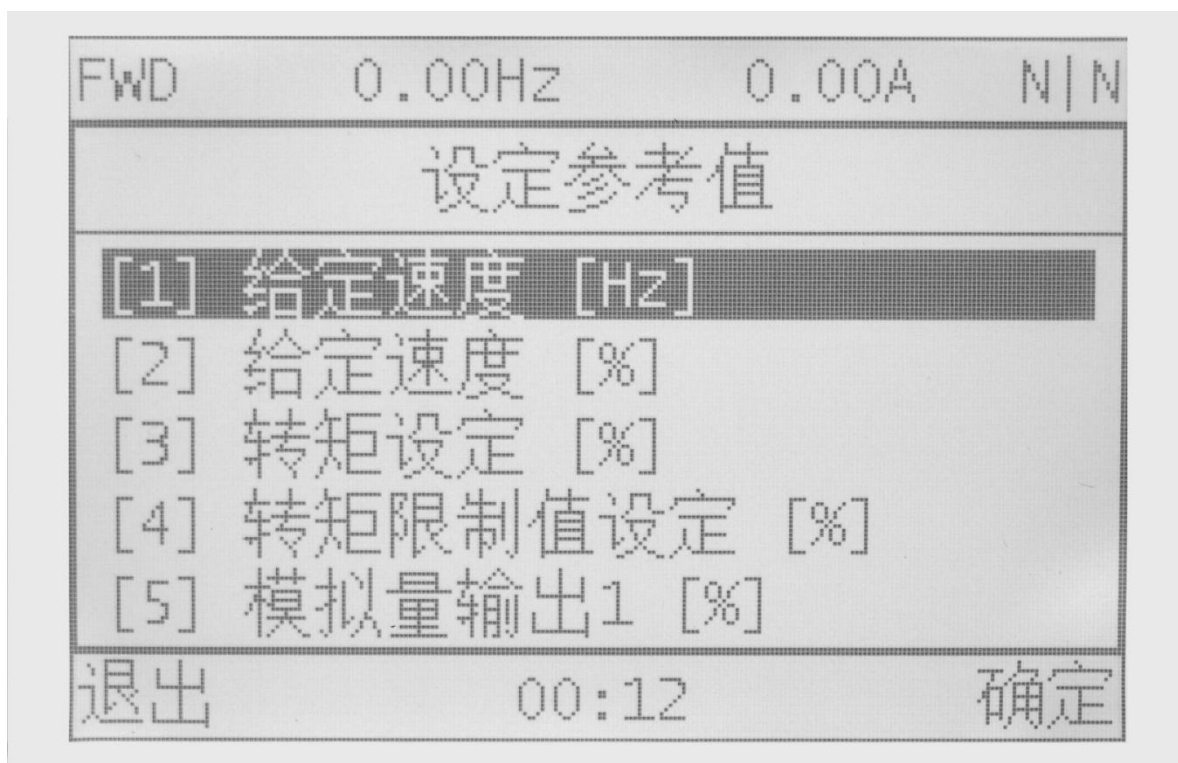 FWD 0.00Hz 0.00A N|N
设定参考值
[1] 给定速度 [Hz]
[2] 给定速度 [%]
[3] 转矩设定 [%]
[4] 转矩限制值设定 [%]
[5] 模拟量输出1 [%]
退出 00:12 确定